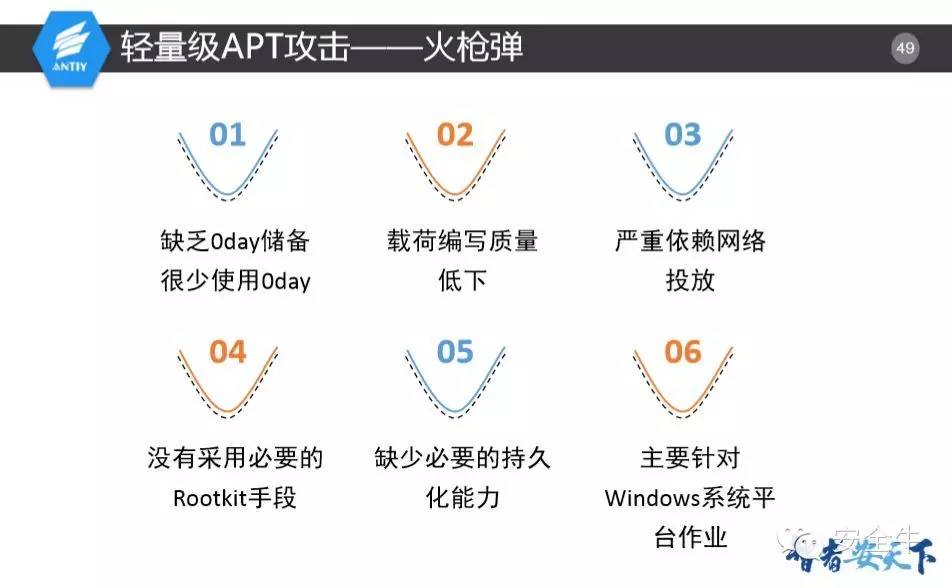 ANTIY
轻量级APT攻击——火枪弹
49
01
缺乏0day储备
很少使用0day
02
载荷编写质量
低下
03
严重依赖网络
投放
04
没有采用必要的
Rootkit手段
05
缺少必要的持久
化能力
06
主要针对
Windows系统平
台作业
安全牛
智者安天下